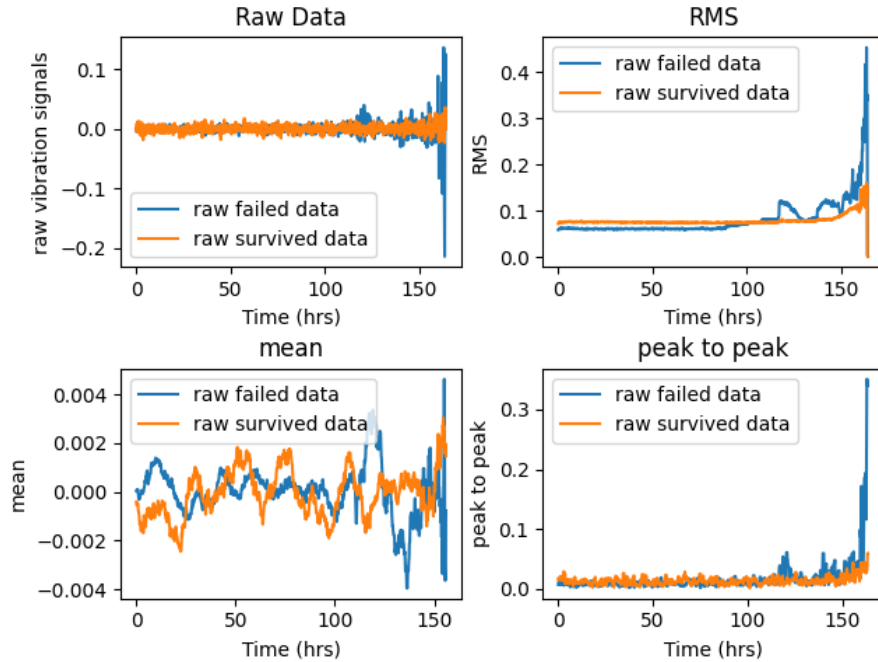 Raw Data
raw vibration signals
0.1
0.0
−0.1
−0.2
raw failed data
raw survived data
0
50
100
150
Time (hrs)
RMS
RMS
0.4
0.3
0.2
0.1
0.0
raw failed data
raw survived data
0
50
100
150
Time (hrs)
mean
mean
0.004
0.002
0.000
−0.002
−0.004
raw failed data
raw survived data
0
50
100
150
Time (hrs)
peak to peak
peak to peak
0.3
0.2
0.1
0.0
raw failed data
raw survived data
0
50
100
150
Time (hrs)